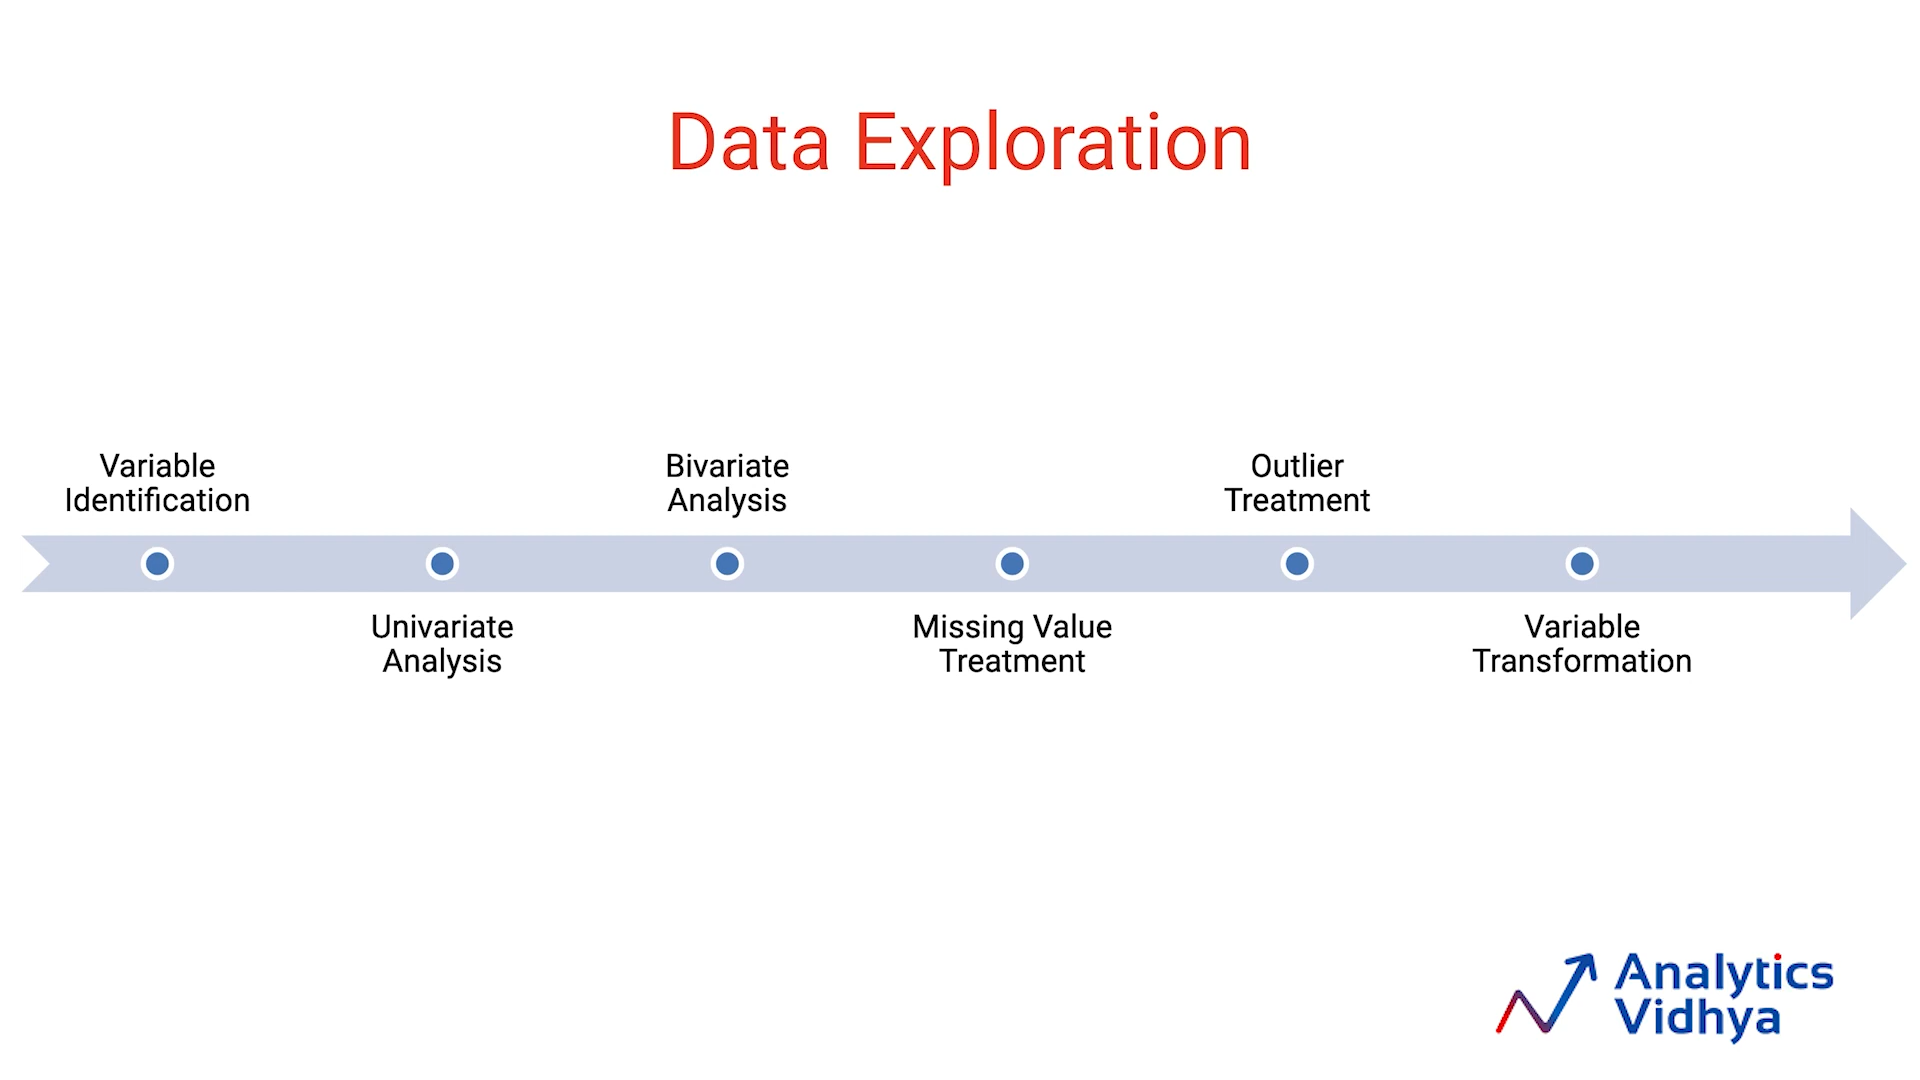 Data Exploration
Variable
Identification
Univariate
Analysis
Bivariate
Analysis
Missing Value
Treatment
Outlier
Treatment
Variable
Transformation
Analytics
Vidhya